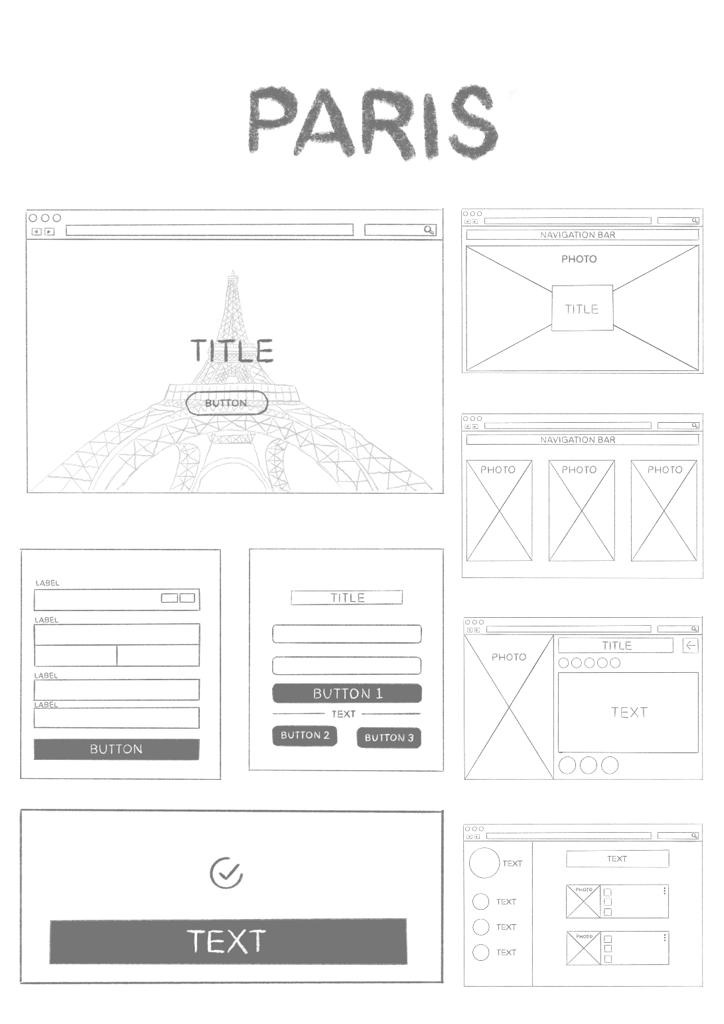 PARIS
TITLE
BUTTON
NAVIGATION BAR
PHOTO
TITLE
NAVIGATION BAR
PHOTO PHOTO PHOTO
LABEL
LABEL
LABEL
LABEL
BUTTON
TITLE
BUTTON 1
TEXT
BUTTON 2 BUTTON 3
PHOTO
TITLE
TEXT
TEXT
TEXT
TEXT
TEXT
TEXT
TEXT
PHOTO
PHOTO